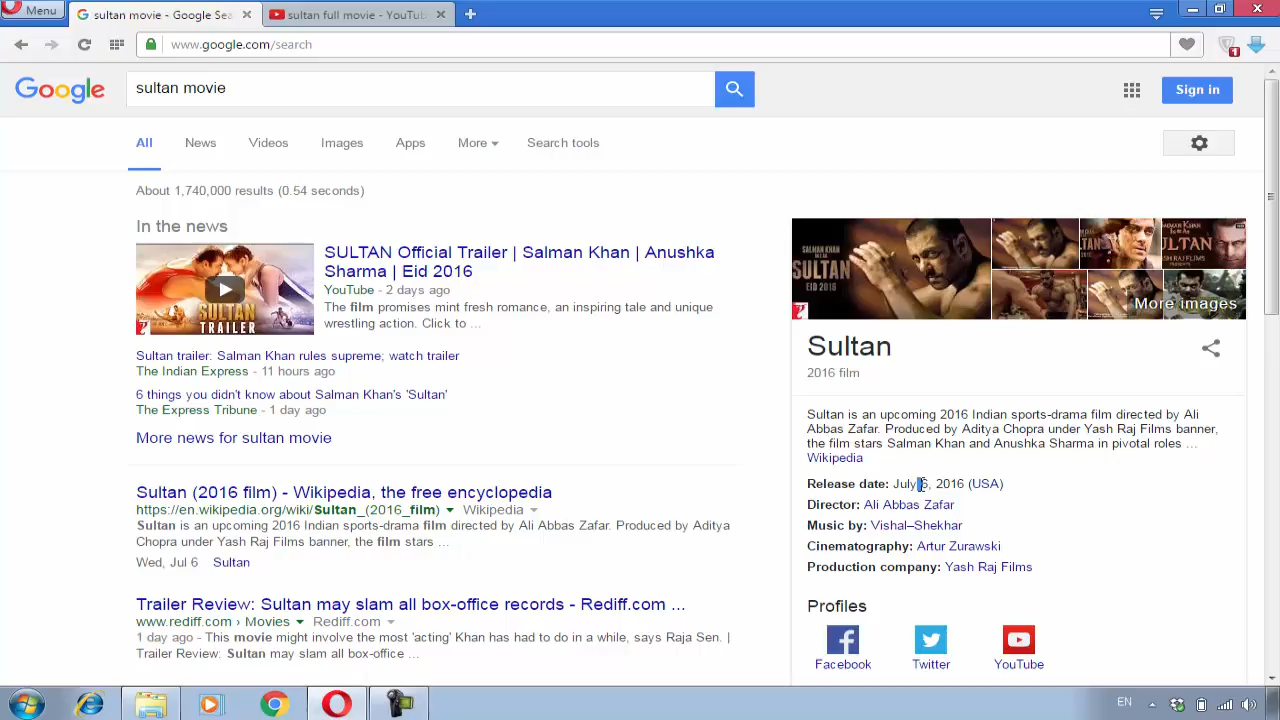 Menu
sultan movie - Google Sea
sultan full movie - YouTub
www.google.com/search
1
Google
sultan movie
Sign in
All
News
Videos
Images
Apps
More
Search tools
About 1,740,000 results (0.54 seconds)
In the news
SULTAN
TRAILER
SULTAN Official Trailer | Salman Khan | Anushka
Sharma | Eid 2016
YouTube - 2 days ago
The film promises mint fresh romance, an inspiring tale and unique
wrestling action. Click to ...
Sultan trailer: Salman Khan rules supreme; watch trailer
The Indian Express - 11 hours ago
6 things you didn't know about Salman Khan's 'Sultan'
The Express Tribune - 1 day ago
More news for sultan movie
Sultan (2016 film) - Wikipedia, the free encyclopedia
https://en.wikipedia.org/wiki/Sultan_(2016_film)
Wikipedia
Sultan is an upcoming 2016 Indian sports-drama film directed by Ali Abbas Zafar. Produced by Aditya
Chopra under Yash Raj Films banner, the film stars ...
Wed, Jul 6 Sultan
Trailer Review: Sultan may slam all box-office records - Rediff.com ...
www.rediff.com › Movies
Rediff.com
1 day ago - This movie might involve the most 'acting' Khan has had to do in a while, says Raja Sen. |
Trailer Review: Sultan may slam all box-office ...
SALMAN
KHAN IS
SULTAN
EID 2016
More images
Sultan
2016 film
Sultan is an upcoming 2016 Indian sports-drama film directed by Ali
Abbas Zafar. Produced by Aditya Chopra under Yash Raj Films banner,
the film stars Salman Khan and Anushka Sharma in pivotal roles ...
Wikipedia
Release date: July 6, 2016 (USA)
Director: Ali Abbas Zafar
Music by: Vishal–Shekhar
Cinematography: Artur Zurawski
Production company: Yash Raj Films
Profiles
Facebook
Twitter
YouTube
EN